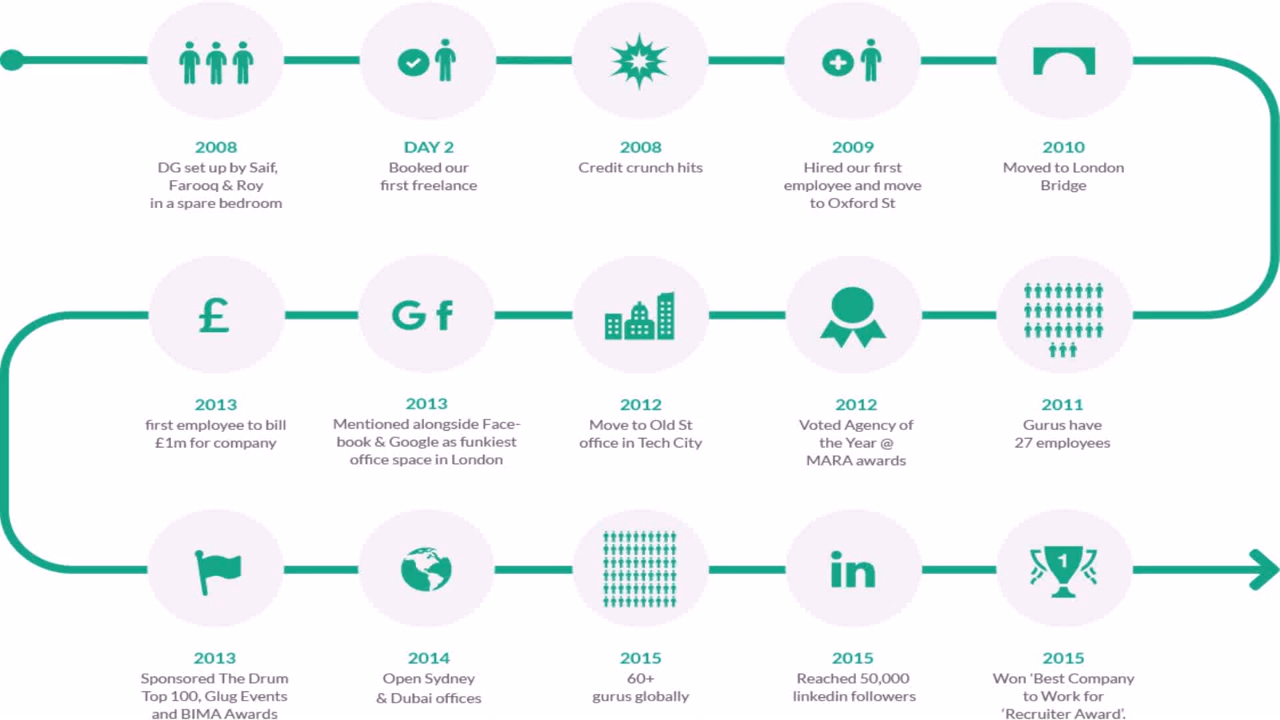 2008
DG set up by Saif,
Farooq & Roy
in a spare bedroom
DAY 2
Booked our
first freelance
2008
Credit crunch hits
2009
Hired our first
employee and move
to Oxford St
2010
Moved to London
Bridge
£
2013
first employee to bill
£1m for company
G f
2013
Mentioned alongside Face-
book & Google as funkiest
office space in London
2012
Move to Old St
office in Tech City
2012
Voted Agency of
the Year @
MARA awards
2011
Gurus have
27 employees
2013
Sponsored The Drum
Top 100, Glug Events
and BIMA Awards
2014
Open Sydney
& Dubai offices
2015
60+
gurus globally
in
2015
Reached 50,000
linkedin followers
1
2015
Won 'Best Company
to Work for
'Recruiter Award'.